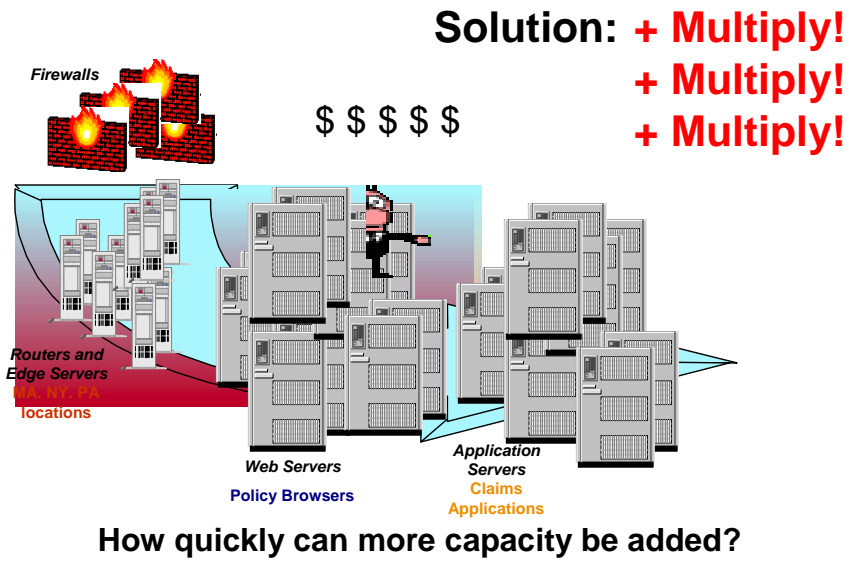 Solution: + Multiply!
+ Multiply!
+ Multiply!
Firewalls
$ $ $ $ $
Routers and
Edge Servers
MA. NY. PA
locations
Web Servers
Policy Browsers
Application
Servers
Claims
Applications
How quickly can more capacity be added?